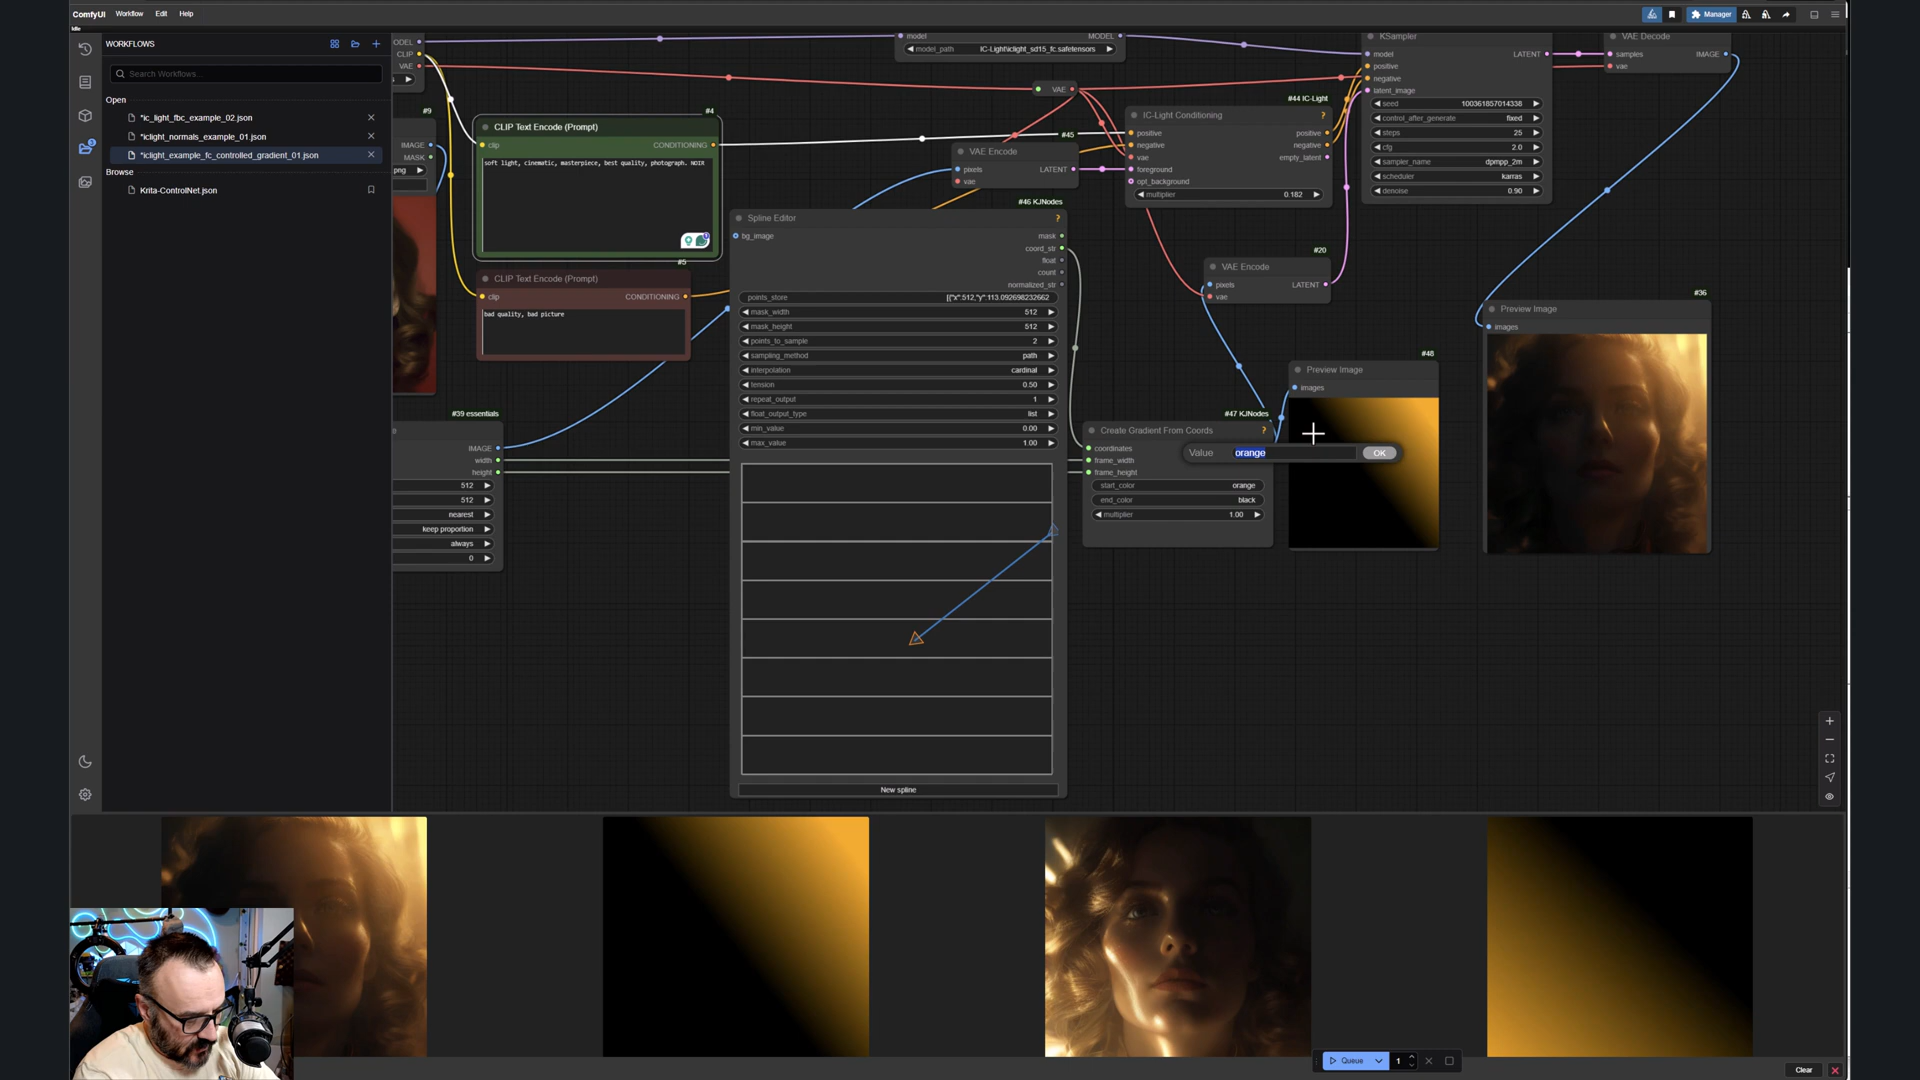 ComfyUI Workflow Edit Help
Manager
Idle
WORKFLOWS
Search Workflows...
Open
*ic_light_fbc_example_02.json
*iclight_normals_example_01.json
*iclight_example_fc_controlled_gradient_01.json
Browse
Krita-ControlNet.json
CLIP
VAE
#9
IMAGE
MASK
png
#4
CLIP Text Encode (Prompt)
clip CONDITIONING
soft light, cinematic, masterpiece, best quality, photograph. NOIR
#5
CLIP Text Encode (Prompt)
clip CONDITIONING
bad quality, bad picture
#39 essentials
IMAGE
width
height
512
512
nearest
keep proportion
always
0
model MODEL
model_path IC-Light\iclight_sd15_fc.safetensors
VAE
#45
VAE Encode
pixels LATENT
vae
#46 KJNodes
Spline Editor ?
bg_image mask
coord_str
float
count
normalized_str
points_store [{"x":512,"y":113.092698232662
mask_width 512
mask_height 512
points_to_sample 2
sampling_method path
interpolation cardinal
tension 0.50
repeat_output 1
float_output_type list
min_value 0.00
max_value 1.00
New spline
#44 IC-Light
IC-Light Conditioning ?
positive positive
negative negative
vae empty_latent
foreground
opt_background
multiplier 0.182
#20
VAE Encode
pixels LATENT
vae
#47 KJNodes
Create Gradient From Coords ?
coordinates
frame_width
frame_height
start_color orange
end_color black
multiplier 1.00
Value orange OK
#48
Preview Image
images
KSampler
model LATENT
positive
negative
latent_image
seed 100361857014338
control_after_generate fixed
steps 25
cfg 2.0
sampler_name dpmpp_2m
scheduler karras
denoise 0.90
VAE Decode
samples IMAGE
vae
#36
Preview Image
images
Queue 1
Clear